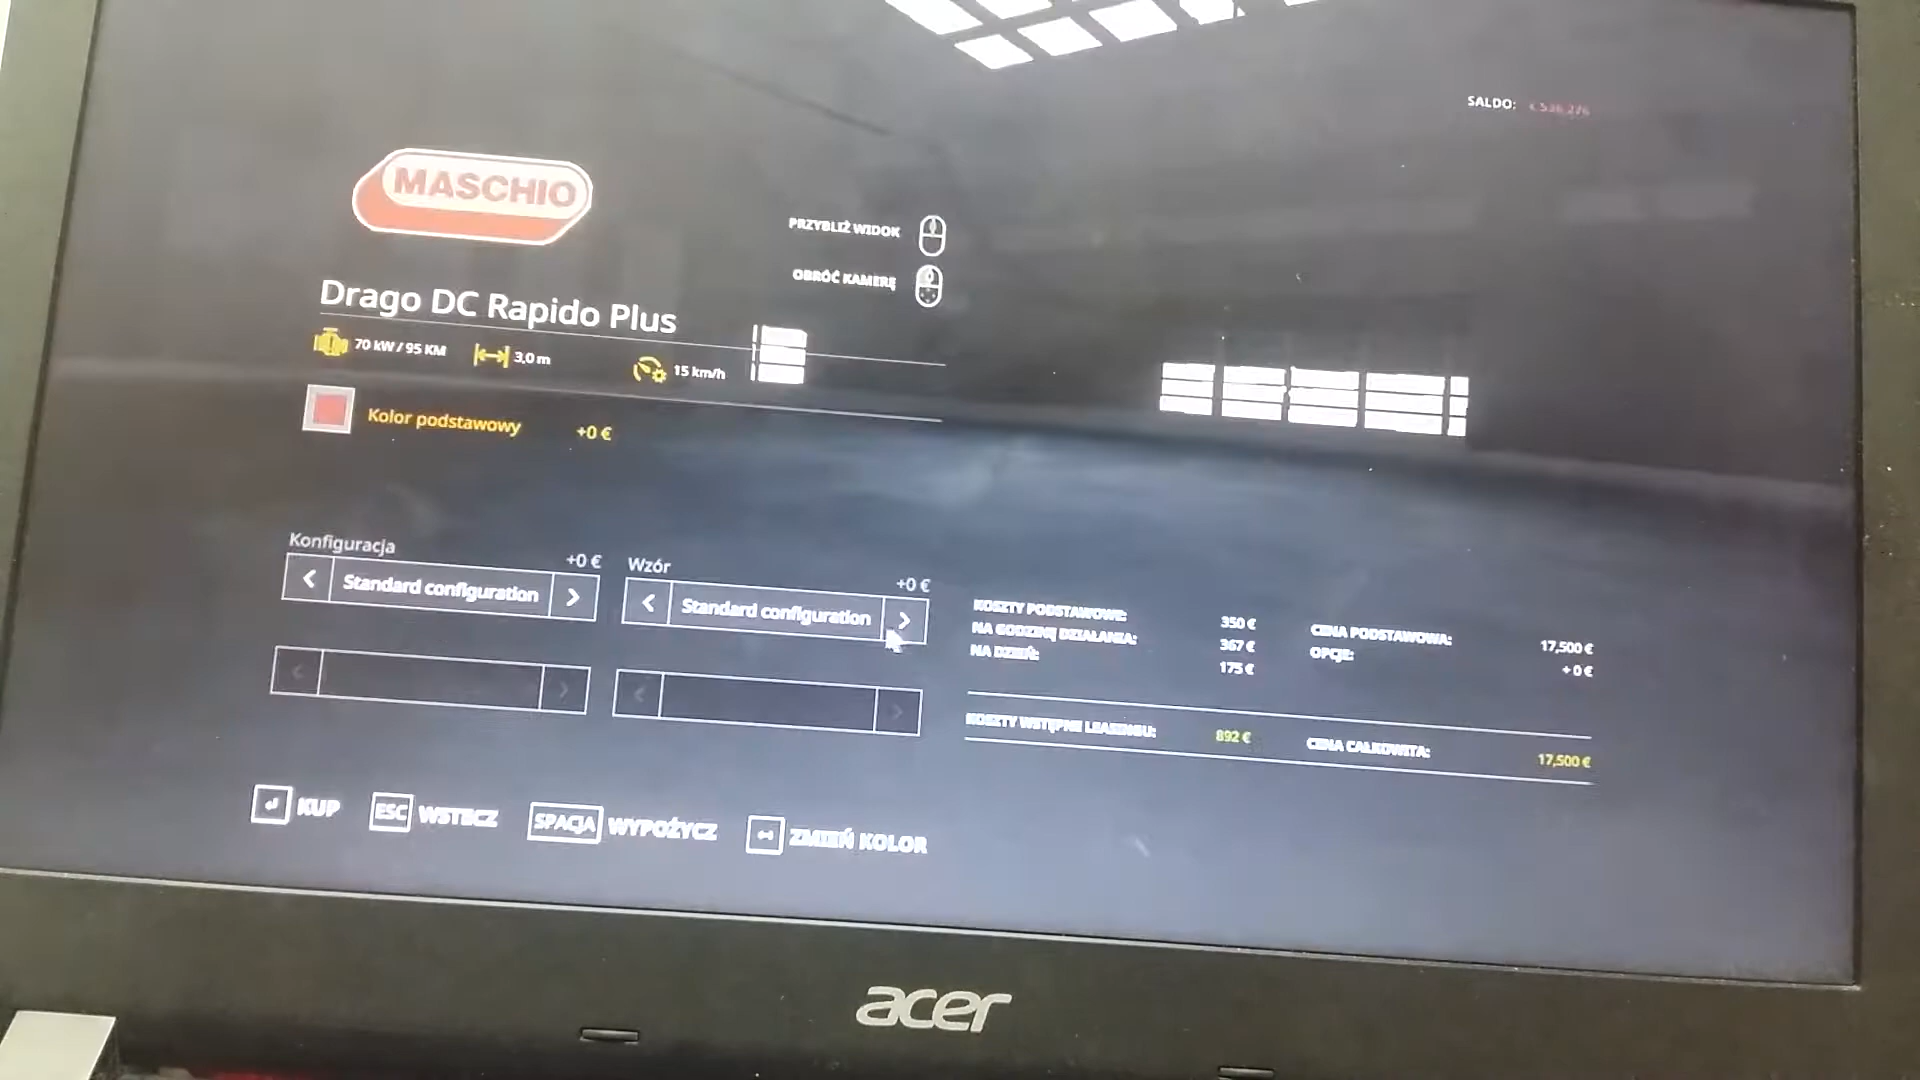 SALDO:
MASCHIO
PRZYBLIŻ WIDOK
OBRÓĆ KAMERĘ
Drago DC Rapido Plus
70 kW / 95 KM
3,0 m
15 km/h
Kolor podstawowy +0 €
Konfiguracja +0 €
< Standard configuration >
Wzór +0 €
< Standard configuration >
KOSZTY PODSTAWOWE: 350 €
NA GODZINĘ DZIAŁANIA: 367 €
NA DZIEŃ: 175 €
CENA PODSTAWOWA: 17,500 €
OPCJE: +0 €
KOSZTY WSTĘPNE LEASINGU: 892 €
CENA CAŁKOWITA: 17,500 €
KUP
ESC WSTECZ
SPACJA WYPOŻYCZ
ZMIEŃ KOLOR
acer